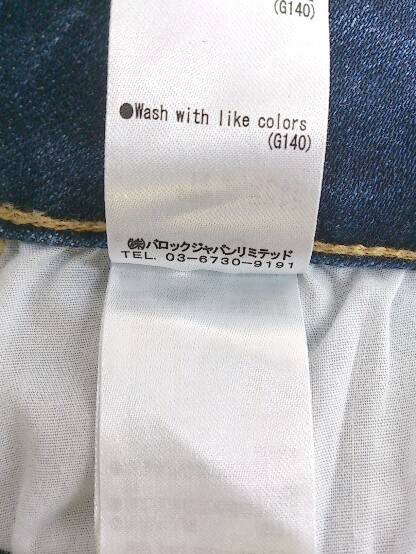 (G140)
●Wash with like colors
(G140)
㈱バロックジャパンリミテッド
TEL. 03-6730-9191